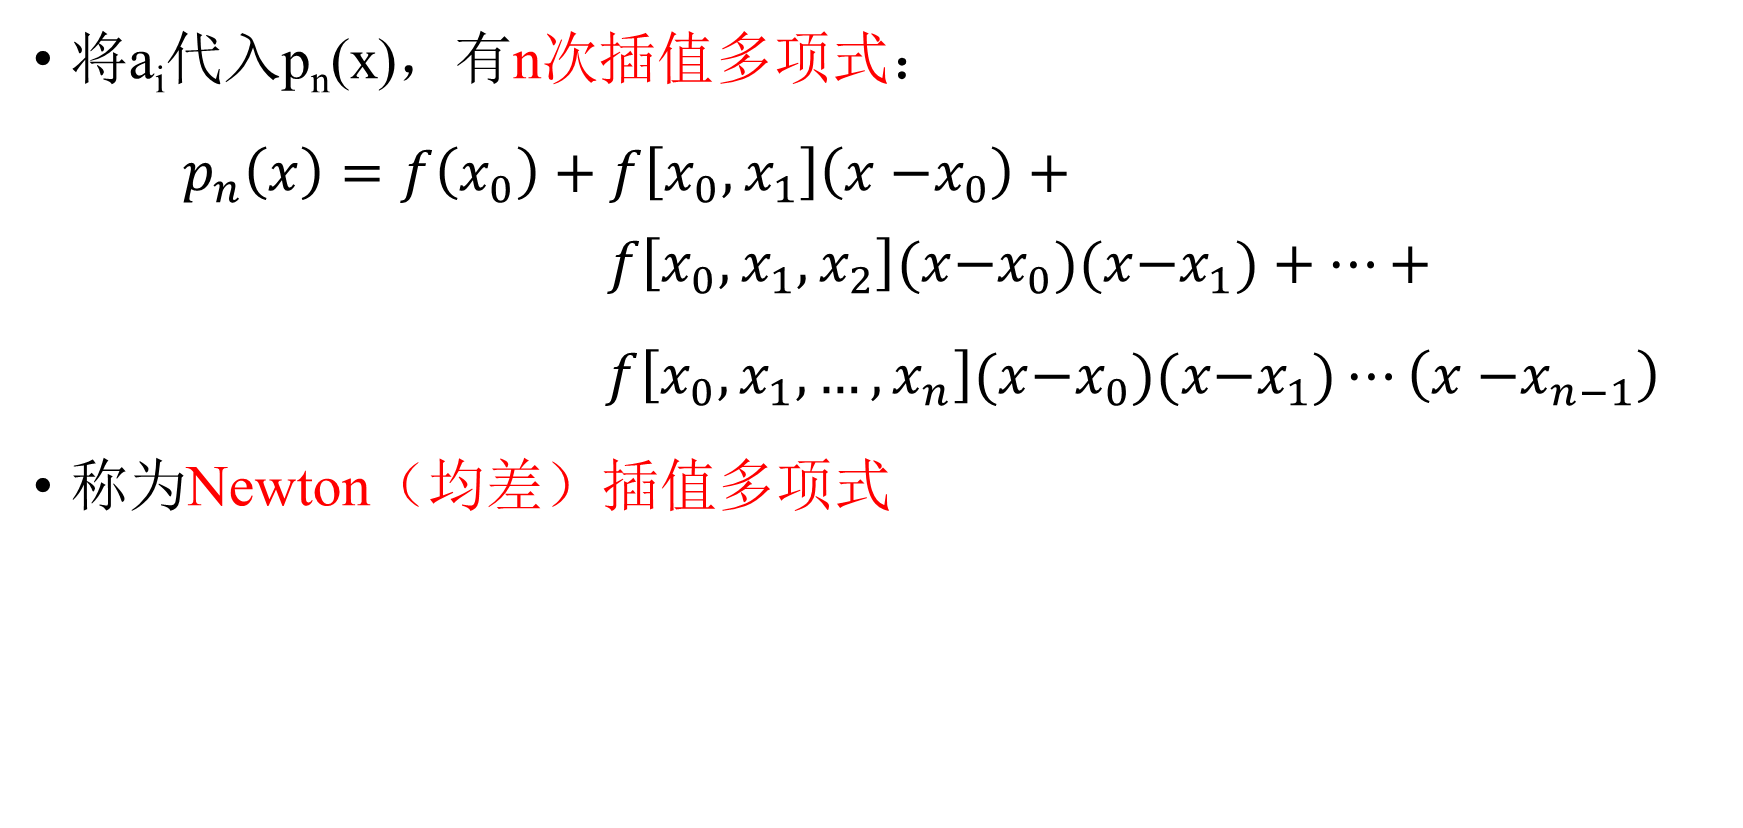 • 将aᵢ代入pₙ(x)，有n次插值多项式：
pₙ(x) = f(x₀) + f[x₀, x₁](x −x₀) +
f[x₀, x₁, x₂](x−x₀)(x−x₁) + ⋯ +
f[x₀, x₁, … , xₙ](x−x₀)(x−x₁) ⋯ (x −xₙ₋₁)
• 称为Newton（均差）插值多项式